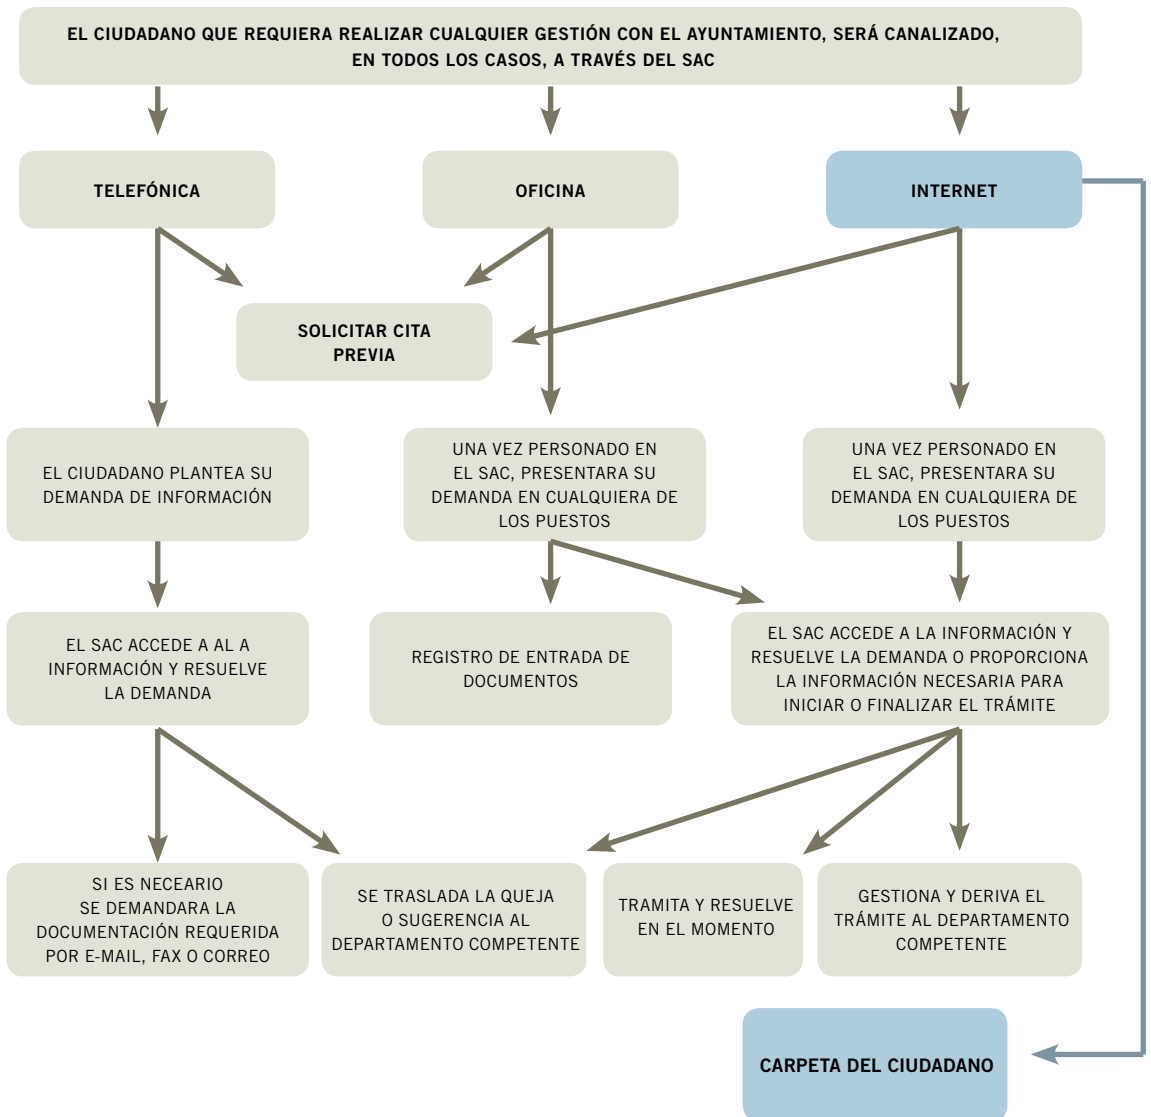 EL CIUDADANO QUE REQUIERA REALIZAR CUALQUIER GESTIÓN CON EL AYUNTAMIENTO, SERÁ CANALIZADO,
EN TODOS LOS CASOS, A TRAVÉS DEL SAC
TELEFÓNICA
OFICINA
INTERNET
SOLICITAR CITA
PREVIA
EL CIUDADANO PLANTEA SU
DEMANDA DE INFORMACIÓN
UNA VEZ PERSONADO EN
EL SAC, PRESENTARA SU
DEMANDA EN CUALQUIERA DE
LOS PUESTOS
UNA VEZ PERSONADO EN
EL SAC, PRESENTARA SU
DEMANDA EN CUALQUIERA DE
LOS PUESTOS
EL SAC ACCEDE A AL A
INFORMACIÓN Y RESUELVE
LA DEMANDA
REGISTRO DE ENTRADA DE
DOCUMENTOS
EL SAC ACCEDE A LA INFORMACIÓN Y
RESUELVE LA DEMANDA O PROPORCIONA
LA INFORMACIÓN NECESARIA PARA
INICIAR O FINALIZAR EL TRÁMITE
SI ES NECEARIO
SE DEMANDARA LA
DOCUMENTACIÓN REQUERIDA
POR E-MAIL, FAX O CORREO
SE TRASLADA LA QUEJA
O SUGERENCIA AL
DEPARTAMENTO COMPETENTE
TRAMITA Y RESUELVE
EN EL MOMENTO
GESTIONA Y DERIVA EL
TRÁMITE AL DEPARTAMENTO
COMPETENTE
CARPETA DEL CIUDADANO